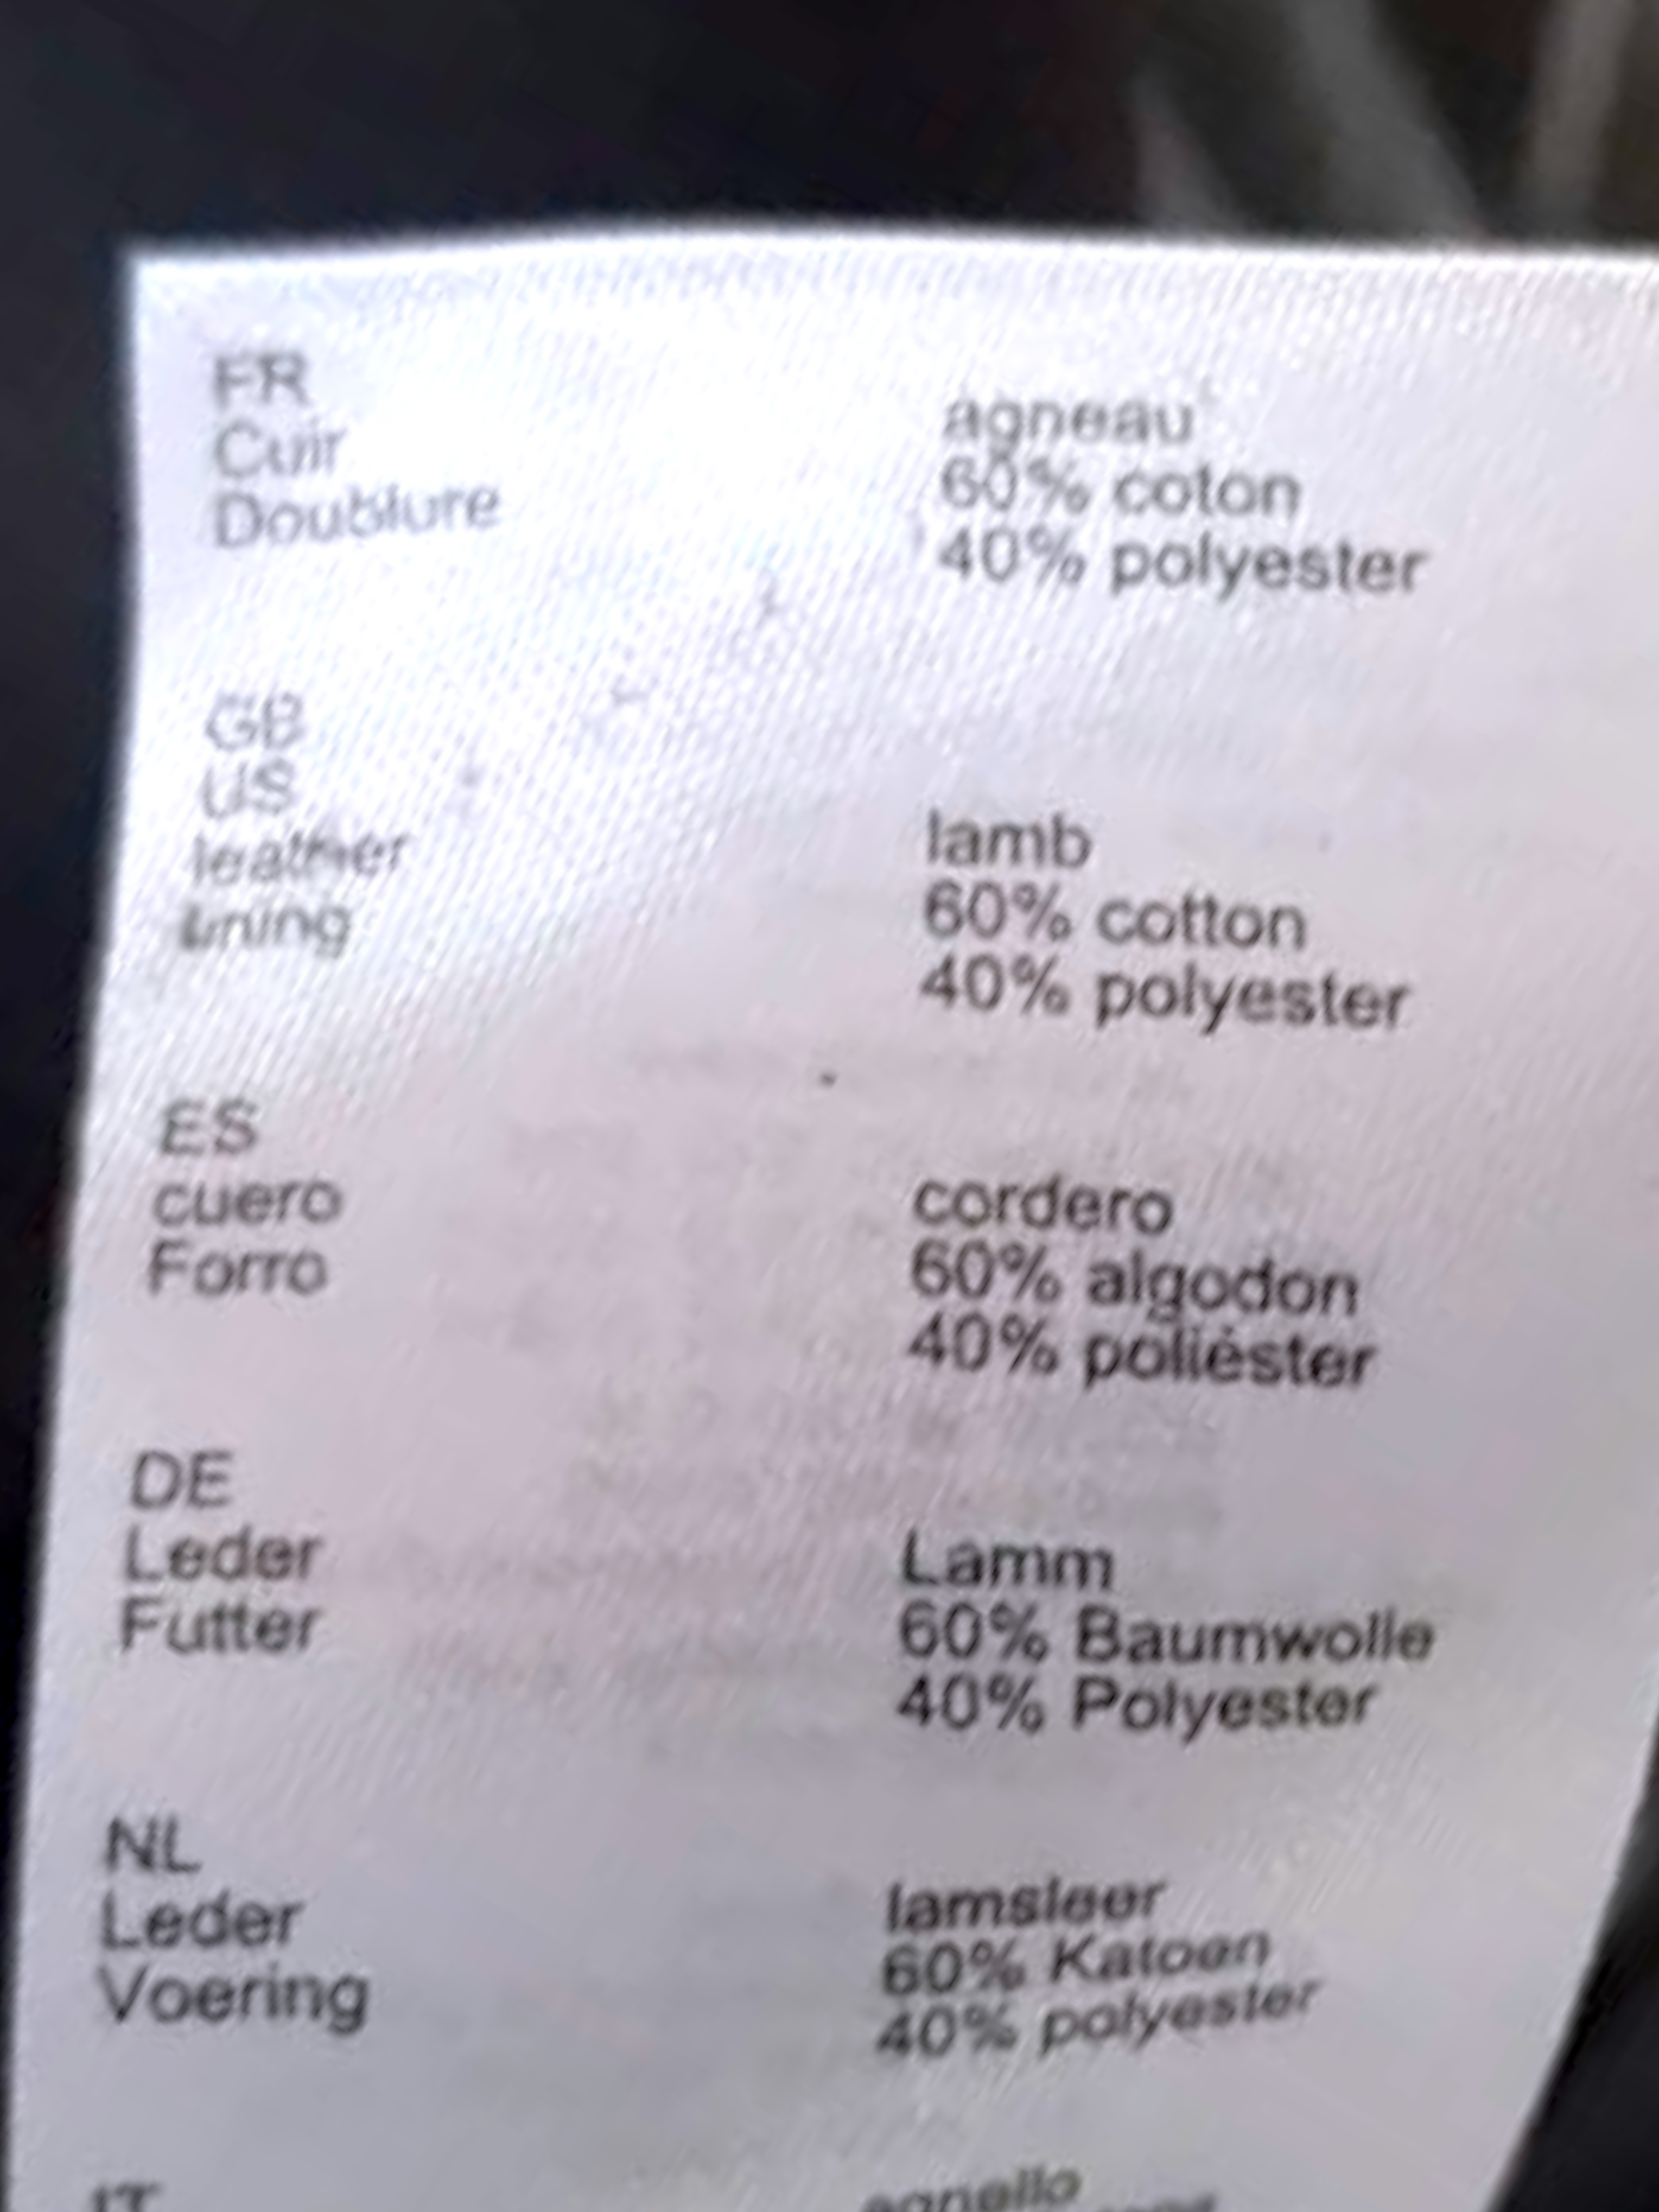 FR
Cuir agneau
Doublure 60% coton
40% polyester
GB
US
leather lamb
lining 60% cotton
40% polyester
ES
cuero cordero
Forro 60% algodon
40% poliéster
DE
Leder Lamm
Futter 60% Baumwolle
40% Polyester
NL
Leder lamsleer
Voering 60% Katoen
40% polyester
IT
agnello